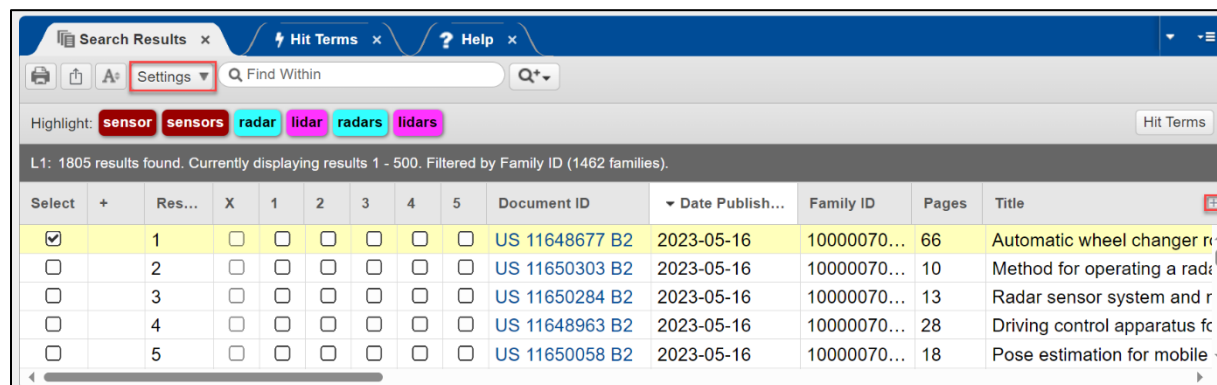 Search Results x Hit Terms x ? Help x
A Settings ▼ Find Within
Highlight: sensor sensors radar lidar radars lidars Hit Terms
L1: 1805 results found. Currently displaying results 1 - 500. Filtered by Family ID (1462 families).
Select + Res... X 1 2 3 4 5 Document ID Date Publish... Family ID Pages Title
1 US 11648677 B2 2023-05-16 10000070... 66 Automatic wheel changer
2 US 11650303 B2 2023-05-16 10000070... 10 Method for operating a
3 US 11650284 B2 2023-05-16 10000070... 13 Radar sensor system and
4 US 11648963 B2 2023-05-16 10000070... 28 Driving control apparatus
5 US 11650058 B2 2023-05-16 10000070... 18 Pose estimation for mobile